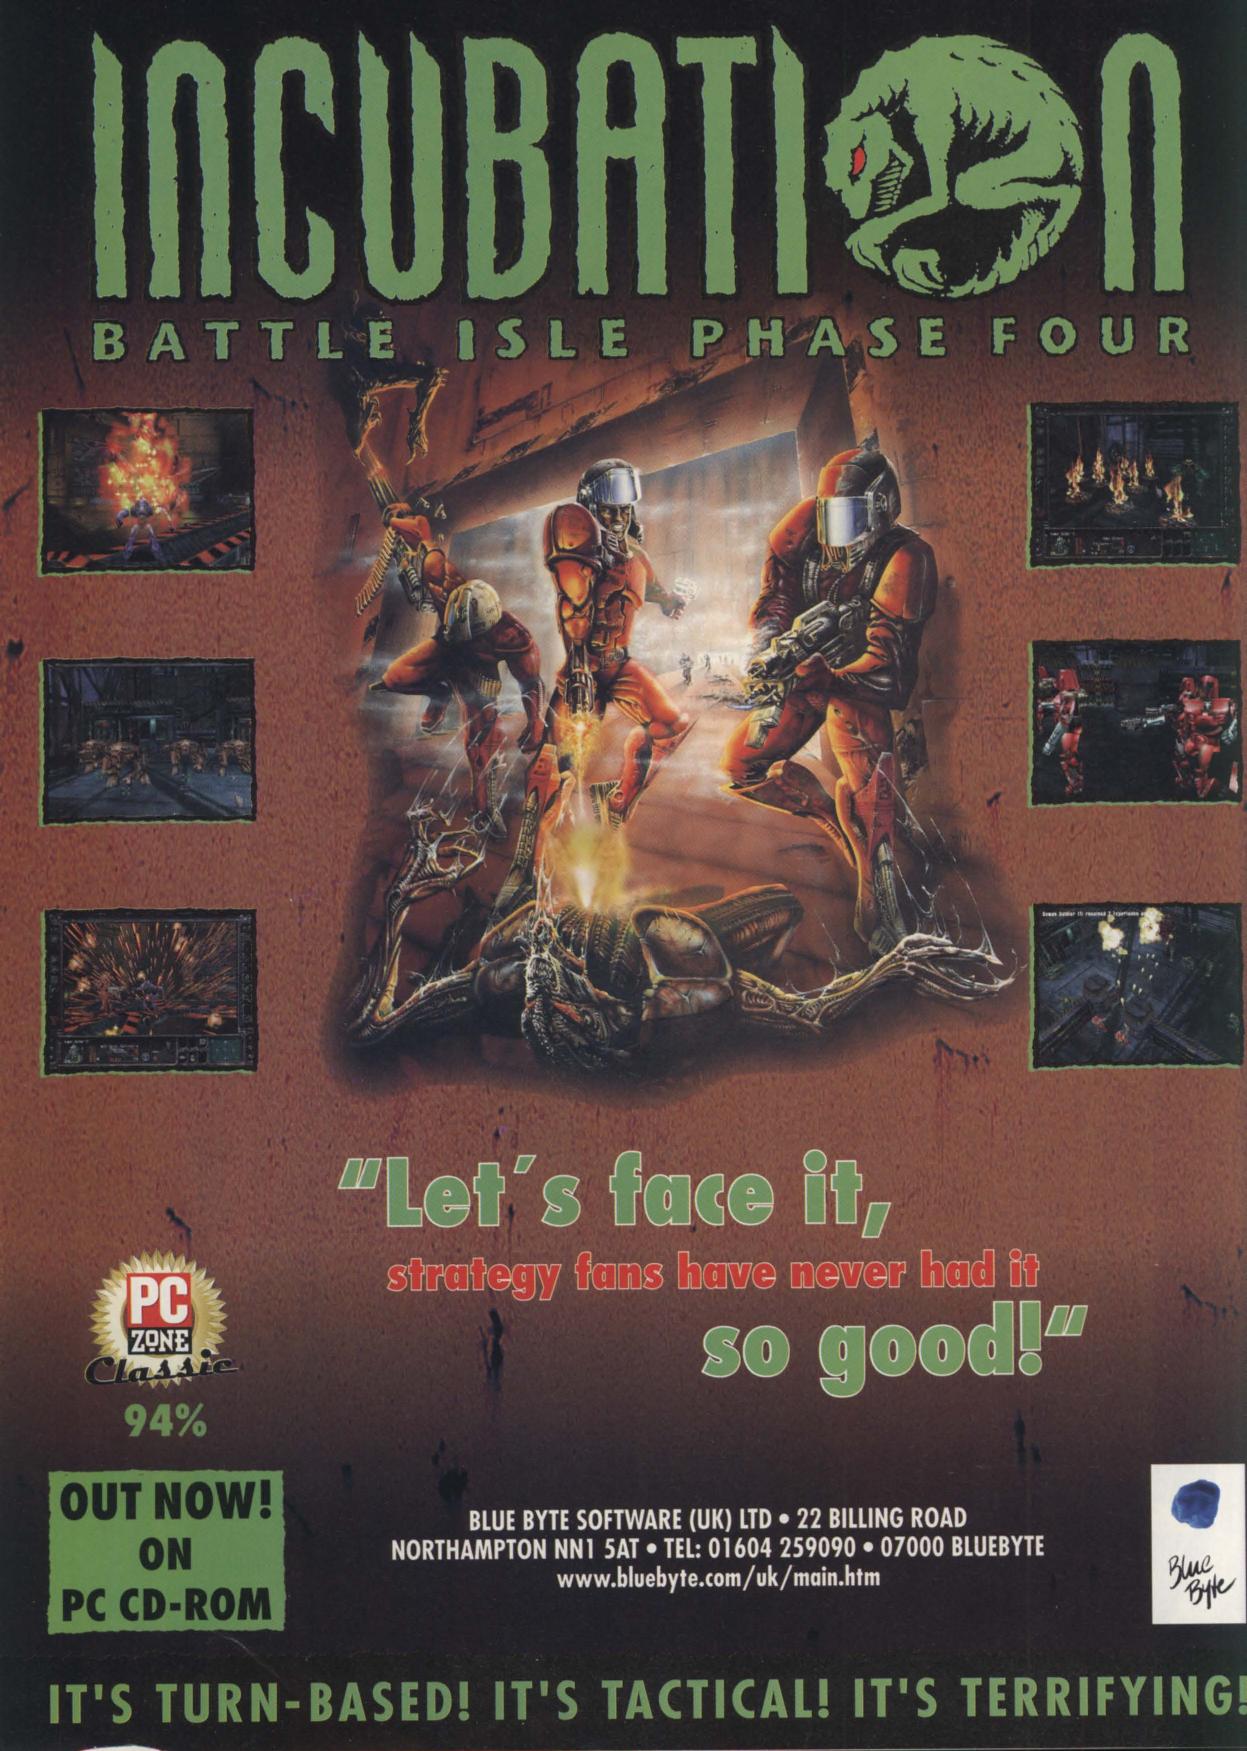 INCUBATION
BATTLE ISLE PHASE FOUR
"Let´s face it,
strategy fans have never had it
so good!"
PC
ZONE
Classic
94%
OUT NOW!
ON
PC CD-ROM
BLUE BYTE SOFTWARE (UK) LTD • 22 BILLING ROAD
NORTHAMPTON NN1 5AT • TEL: 01604 259090 • 07000 BLUEBYTE
www.bluebyte.com/uk/main.htm
Blue
Byte
IT'S TURN-BASED! IT'S TACTICAL! IT'S TERRIFYING!